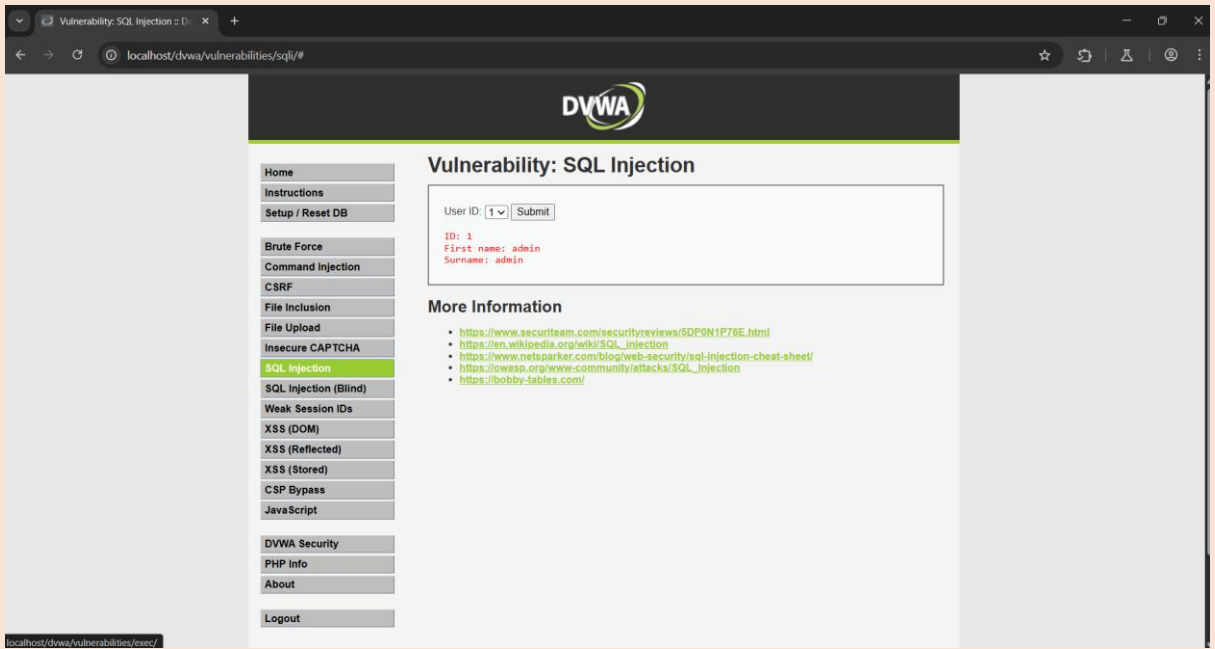 Vulnerability: SQL Injection :: D
localhost/dvwa/vulnerabilities/sqli/#
DVWA
Home
Instructions
Setup / Reset DB
Brute Force
Command Injection
CSRF
File Inclusion
File Upload
Insecure CAPTCHA
SQL Injection
SQL Injection (Blind)
Weak Session IDs
XSS (DOM)
XSS (Reflected)
XSS (Stored)
CSP Bypass
JavaScript
DVWA Security
PHP Info
About
Logout
Vulnerability: SQL Injection
User ID: 1 Submit
ID: 1
First name: admin
Surname: admin
More Information
https://www.securiteam.com/securityreviews/5DP0N1P76E.html
https://en.wikipedia.org/wiki/SQL_injection
https://www.netsparker.com/blog/web-security/sql-injection-cheat-sheet/
https://owasp.org/www-community/attacks/SQL_Injection
https://bobby-tables.com/
localhost/dvwa/vulnerabilities/exec/